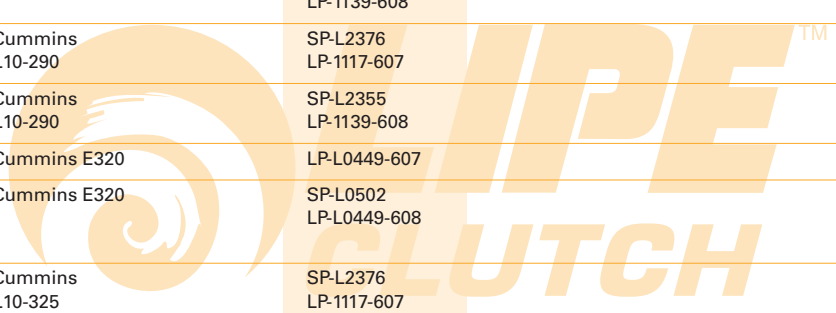 LP-1139-608
Cummins SP-L2376
L10-290 LP-1117-607
Cummins SP-L2355
L10-290 LP-1139-608
Cummins E320 LP-L0449-607
Cummins E320 SP-L0502
LP-L0449-608
Cummins SP-L2376
L10-325 LP-1117-607
LIPE TM
CLUTCH